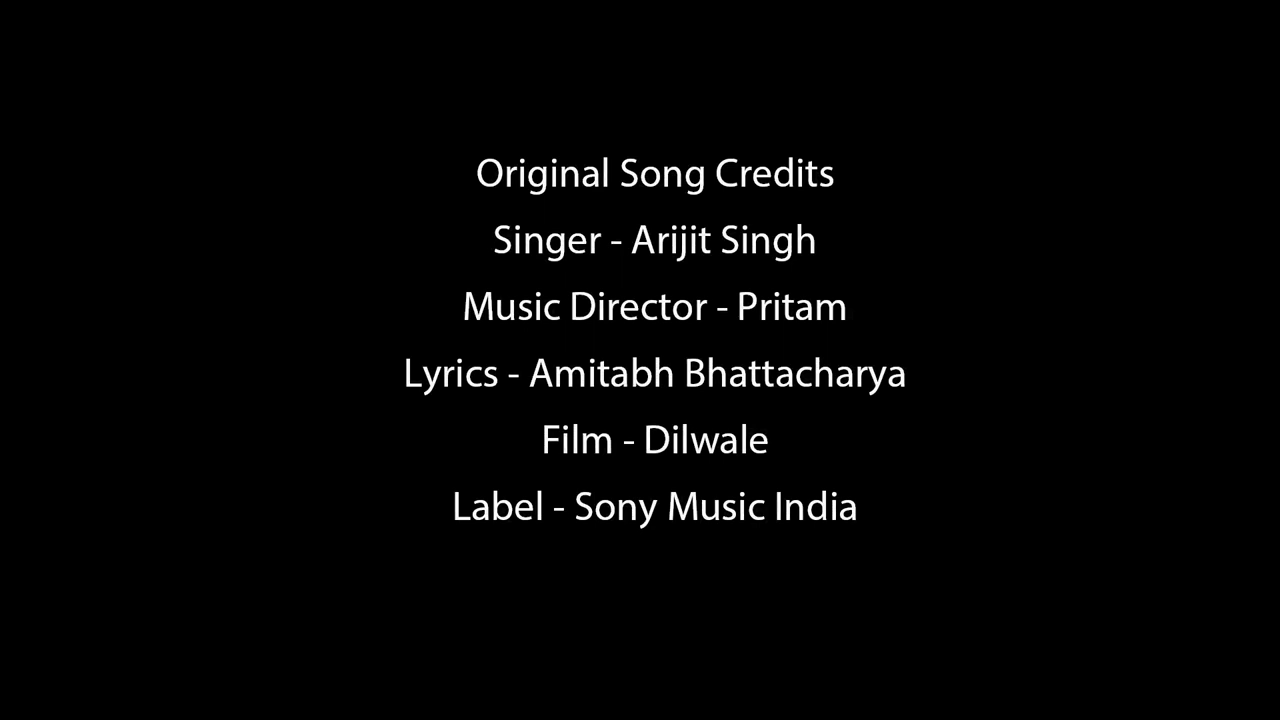 Original Song Credits
Singer - Arijit Singh
Music Director - Pritam
Lyrics - Amitabh Bhattacharya
Film - Dilwale
Label - Sony Music India